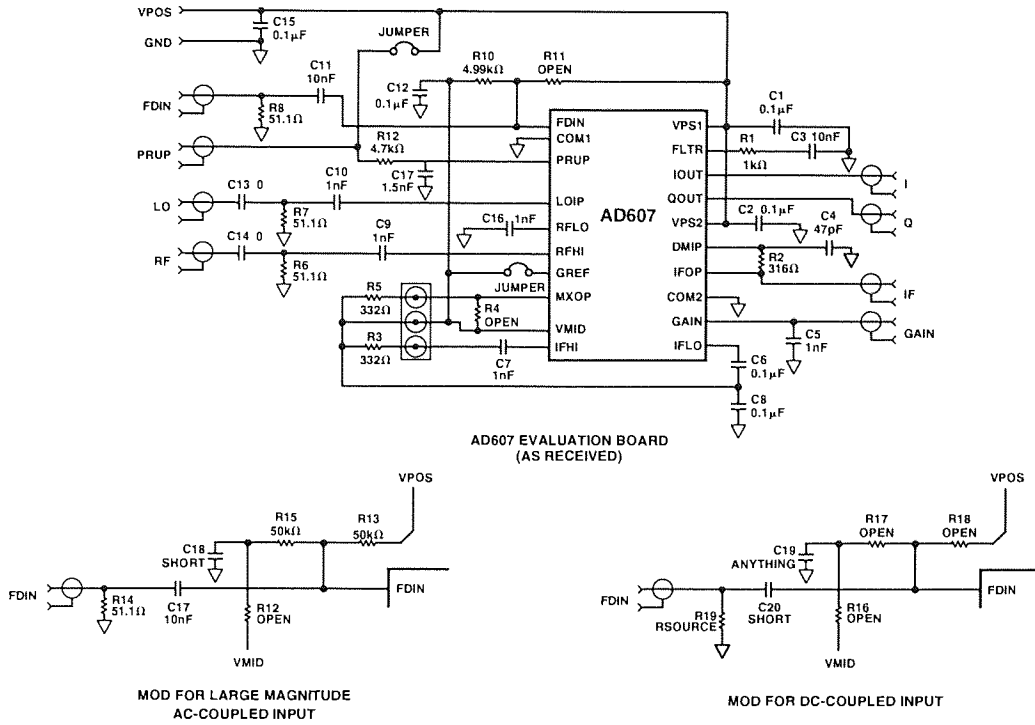 VPOS
C15
0.1µF
GND
JUMPER
R10
4.99kΩ
R11
OPEN
C11
10nF
C12
0.1µF
FDIN
R8
51.1Ω
R12
4.7kΩ
PRUP
C17
1.5nF
C13 0
C10
1nF
LO
R7
51.1Ω
C14 0
C9
1nF
RF
R6
51.1Ω
C16 1nF
JUMPER
R5
332Ω
R4
OPEN
R3
332Ω
C7
1nF
FDIN
COM1
PRUP
LOIP
RFLO
RFHI
GREF
MXOP
VMID
IFHI
AD607
VPS1
FLTR
IOUT
QOUT
VPS2
DMIP
IFOP
COM2
GAIN
IFLO
C1
0.1µF
R1
1kΩ
C3 10nF
I
Q
C2 0.1µF
C4
47pF
R2
316Ω
IF
GAIN
C5
1nF
C6
0.1µF
C8
0.1µF
AD607 EVALUATION BOARD
(AS RECEIVED)
VPOS
R15
50kΩ
R13
50kΩ
C18
SHORT
FDIN
FDIN
R14
51.1Ω
C17
10nF
R12
OPEN
VMID
MOD FOR LARGE MAGNITUDE
AC-COUPLED INPUT
VPOS
R17
OPEN
R18
OPEN
C19
ANYTHING
FDIN
FDIN
R19
RSOURCE
C20
SHORT
R16
OPEN
VMID
MOD FOR DC-COUPLED INPUT